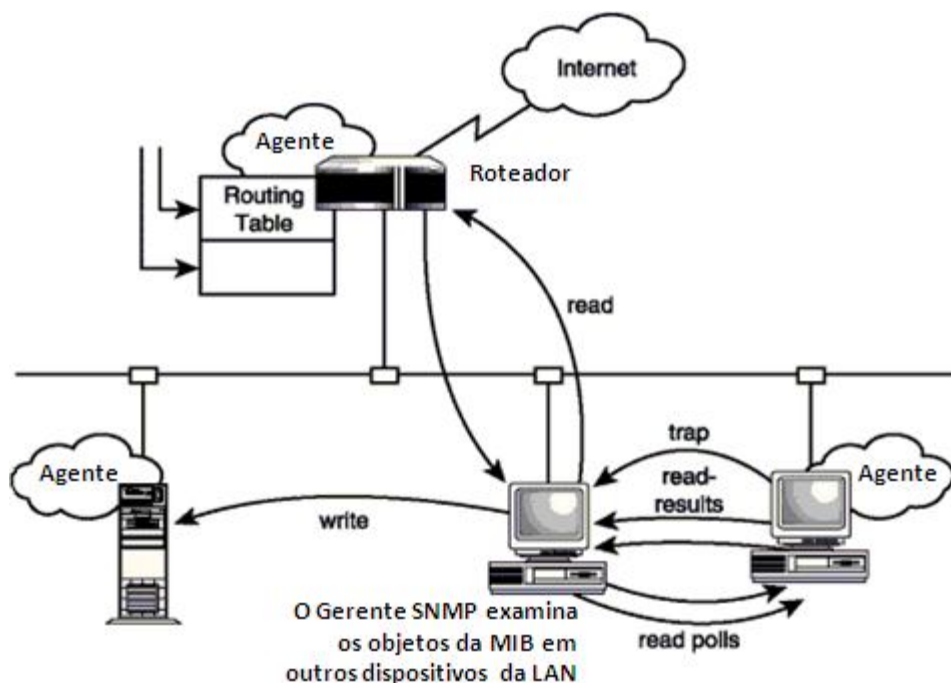 Internet
Agente
Roteador
Routing
Table
read
Agente
trap
Agente
read-
results
write
O Gerente SNMP examina
os objetos da MIB em
outros dispositivos da LAN
read polls